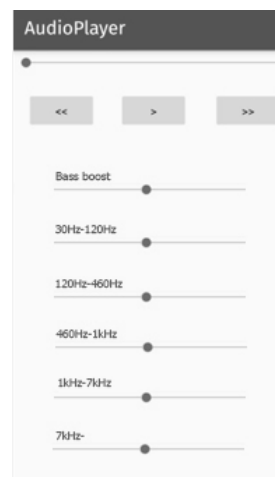 AudioPlayer
<< > >>
Bass boost
30Hz-120Hz
120Hz-460Hz
460Hz-1kHz
1kHz-7kHz
7kHz-